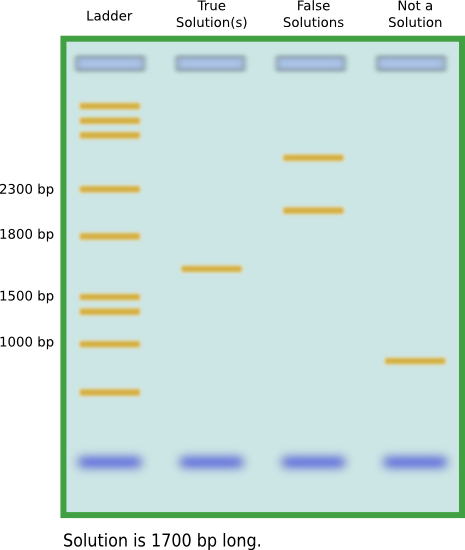 Ladder
True
Solution(s)
False
Solutions
Not a
Solution
2300 bp
1800 bp
1500 bp
1000 bp
Solution is 1700 bp long.